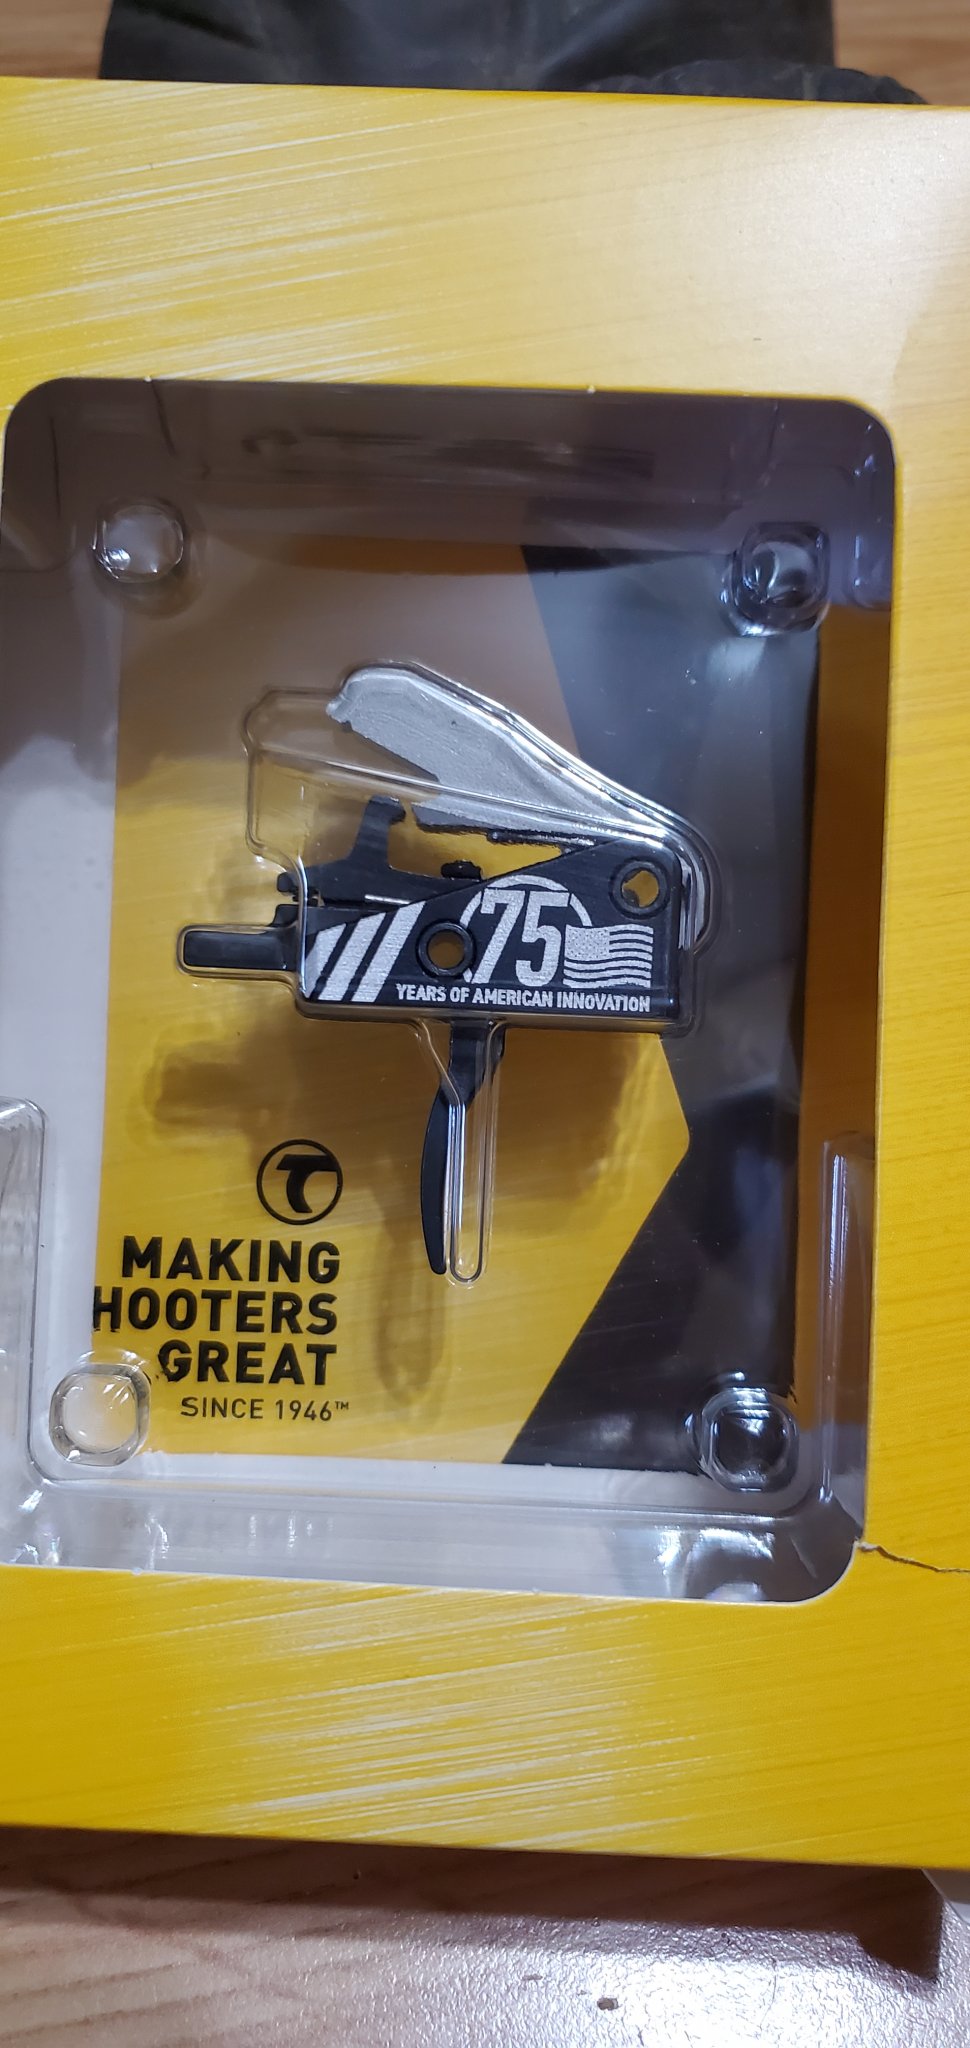 75
YEARS OF AMERICAN INNOVATION
MAKING
HOOTERS
GREAT
SINCE 1946™